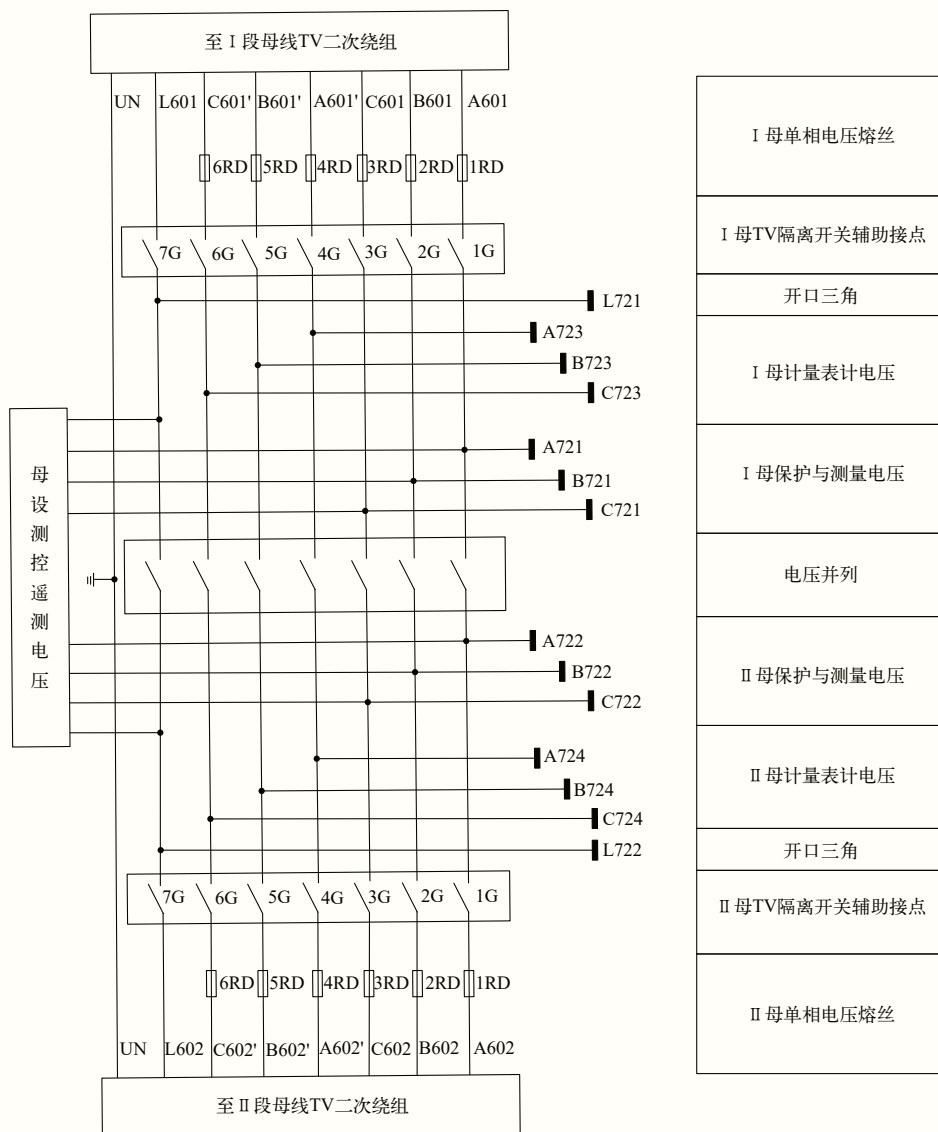 至Ⅰ段母线TV二次绕组
UN L601 C601' B601' A601' C601 B601 A601
6RD 5RD 4RD 3RD 2RD 1RD
Ⅰ母单相电压熔丝
7G 6G 5G 4G 3G 2G 1G
Ⅰ母TV隔离开关辅助接点
L721
开口三角
A723
B723
C723
Ⅰ母计量表计电压
A721
B721
C721
Ⅰ母保护与测量电压
母设测控遥测电压
电压并列
A722
B722
C722
Ⅱ母保护与测量电压
A724
B724
C724
Ⅱ母计量表计电压
L722
开口三角
7G 6G 5G 4G 3G 2G 1G
Ⅱ母TV隔离开关辅助接点
6RD 5RD 4RD 3RD 2RD 1RD
Ⅱ母单相电压熔丝
UN L602 C602' B602' A602' C602 B602 A602
至Ⅱ段母线TV二次绕组